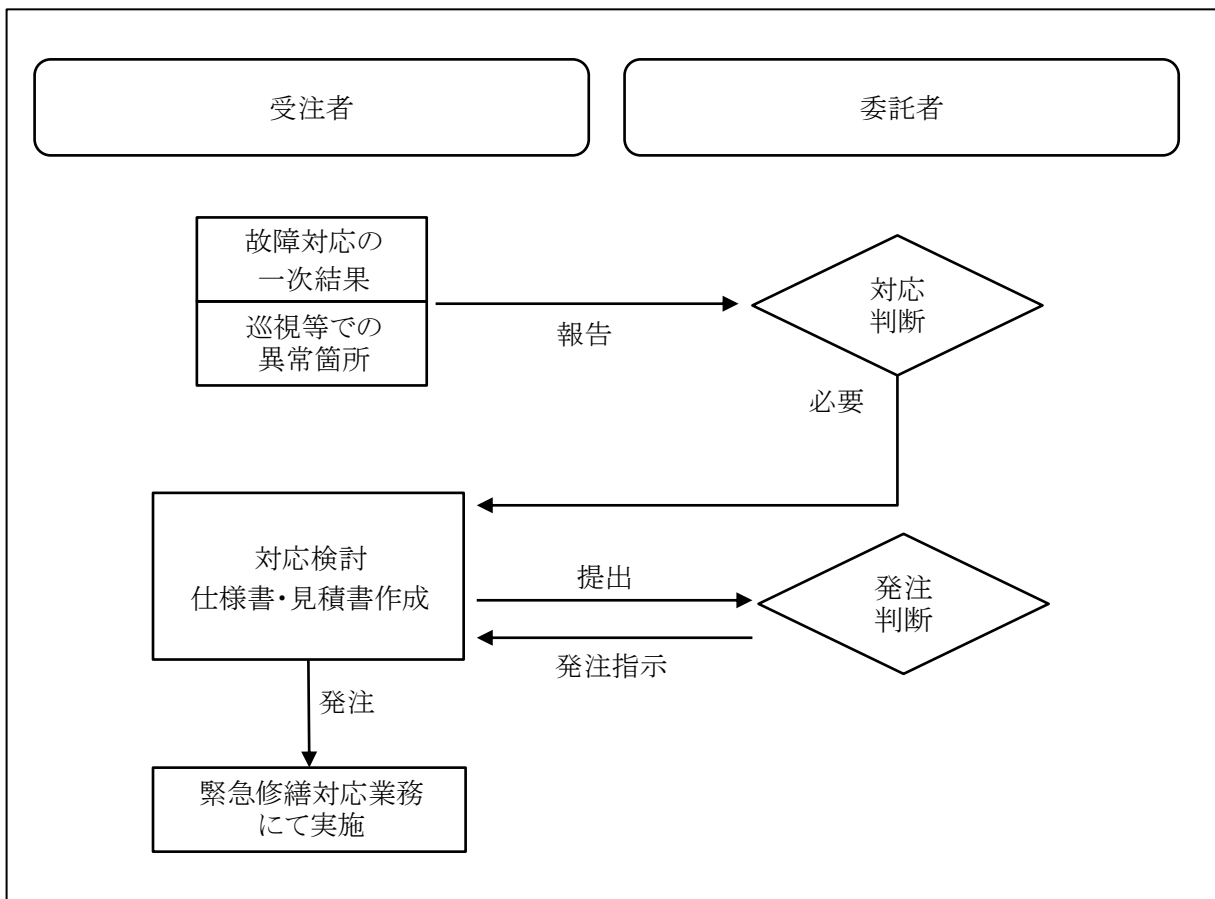 受注者
委託者
故障対応の
一次結果
巡視等での
異常箇所
報告
対応
判断
必要
対応検討
仕様書・見積書作成
提出
発注指示
発注
判断
発注
緊急修繕対応業務
にて実施